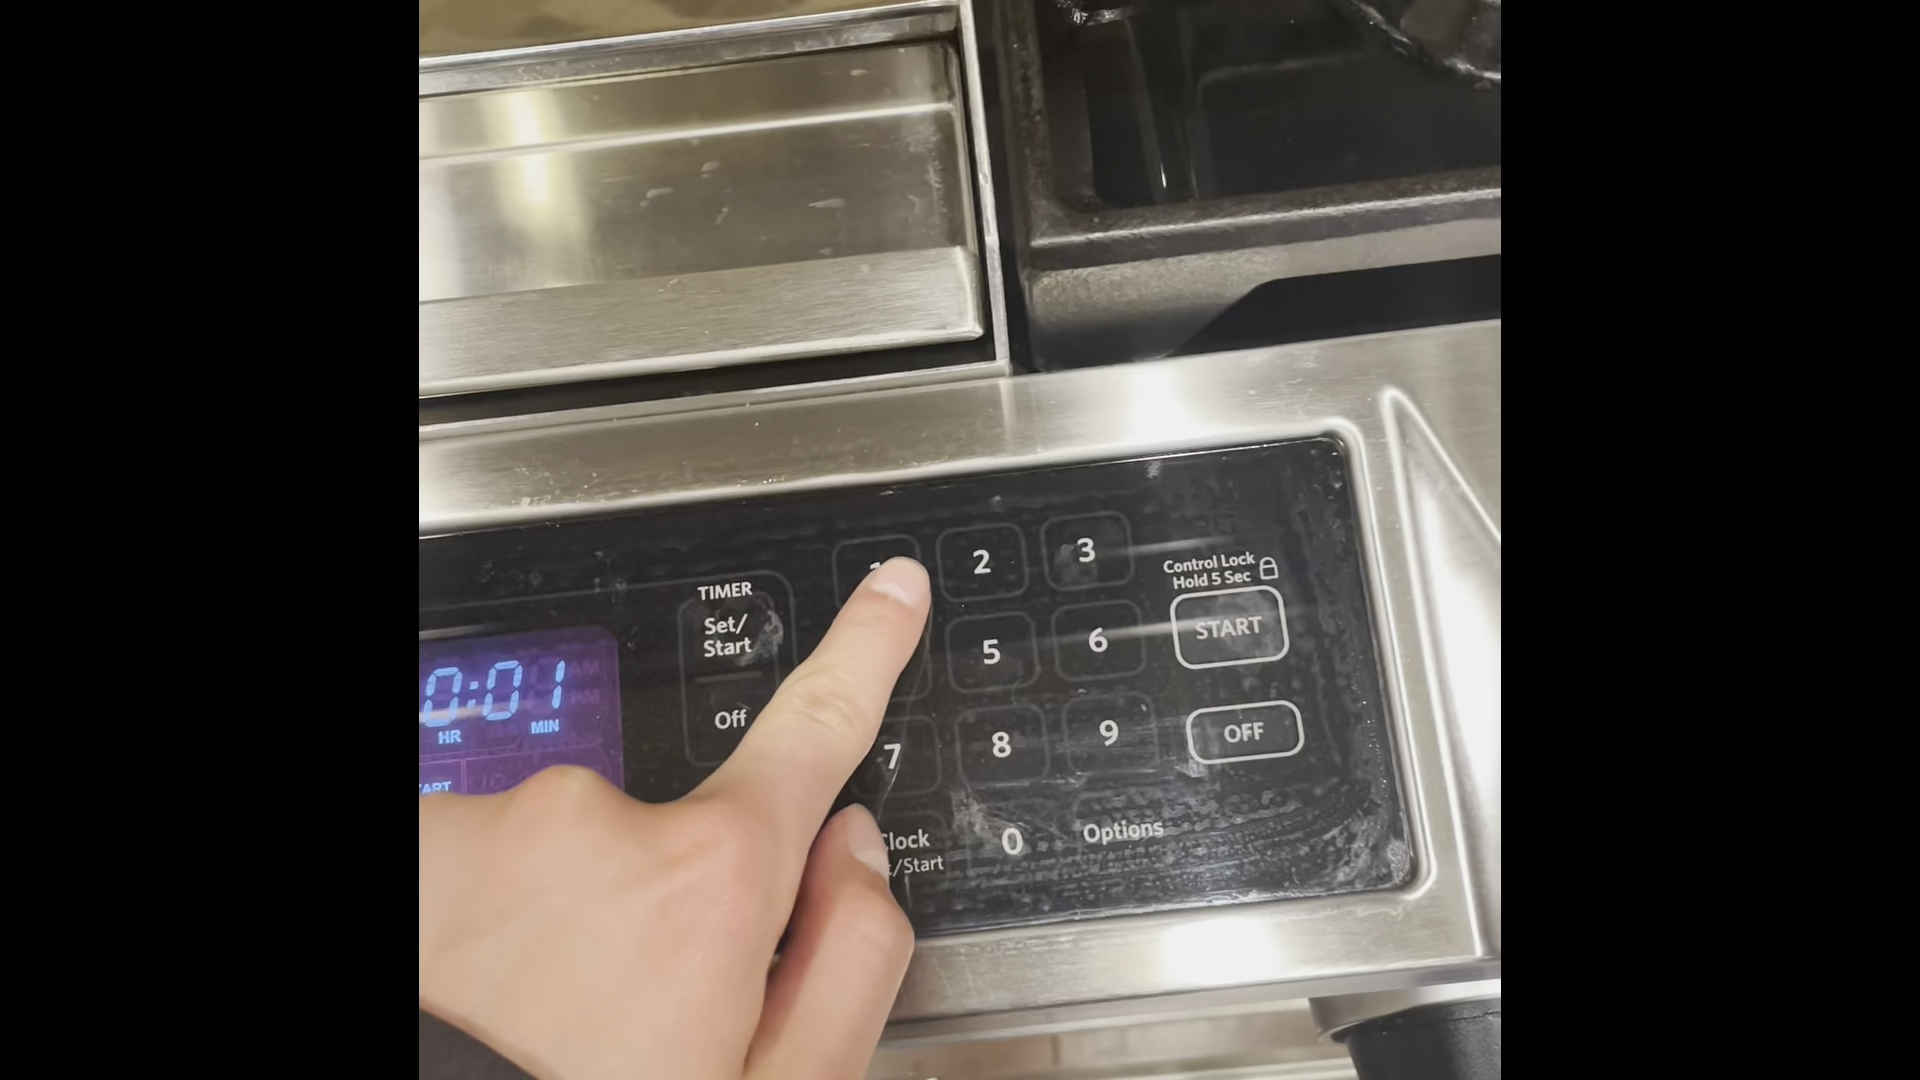 TIMER
Set/
Start
Off
0:01
HR MIN
1 2 3
5 6
7 8 9
0
Control Lock
Hold 5 Sec
START
OFF
Options